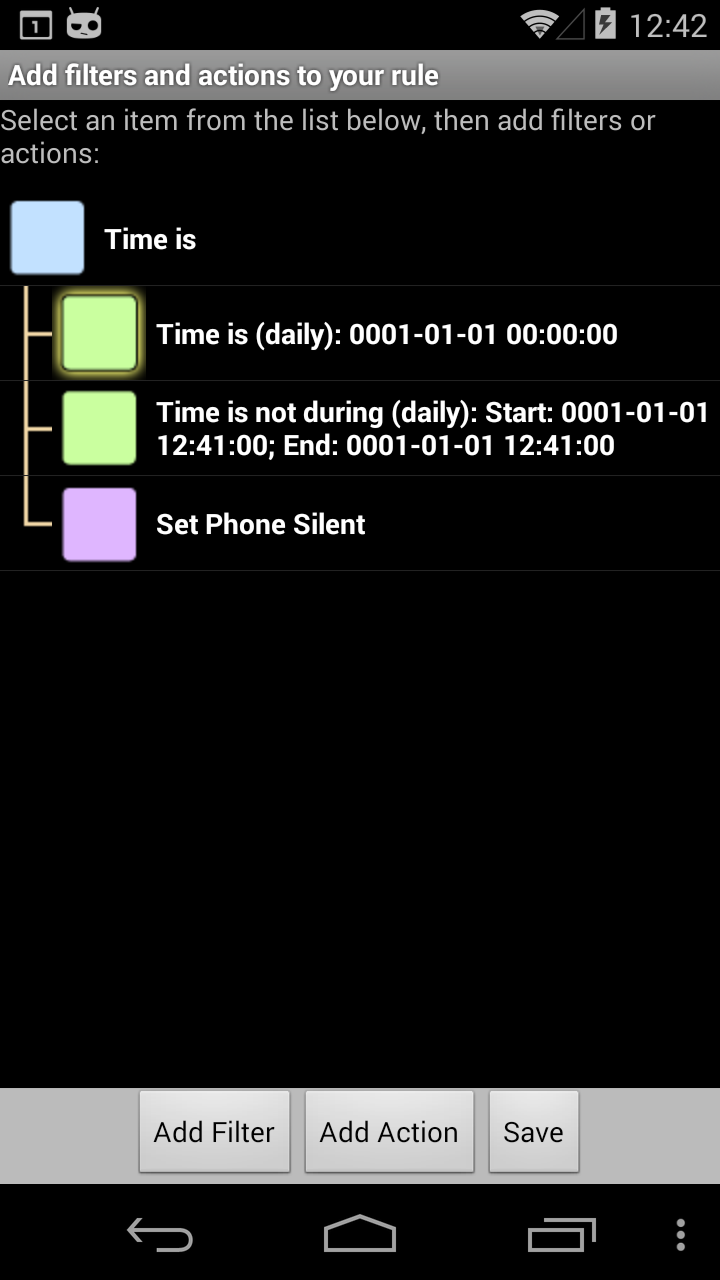 1
12:42
Add filters and actions to your rule
Select an item from the list below, then add filters or
actions:
Time is
Time is (daily): 0001-01-01 00:00:00
Time is not during (daily): Start: 0001-01-01
12:41:00; End: 0001-01-01 12:41:00
Set Phone Silent
Add Filter
Add Action
Save